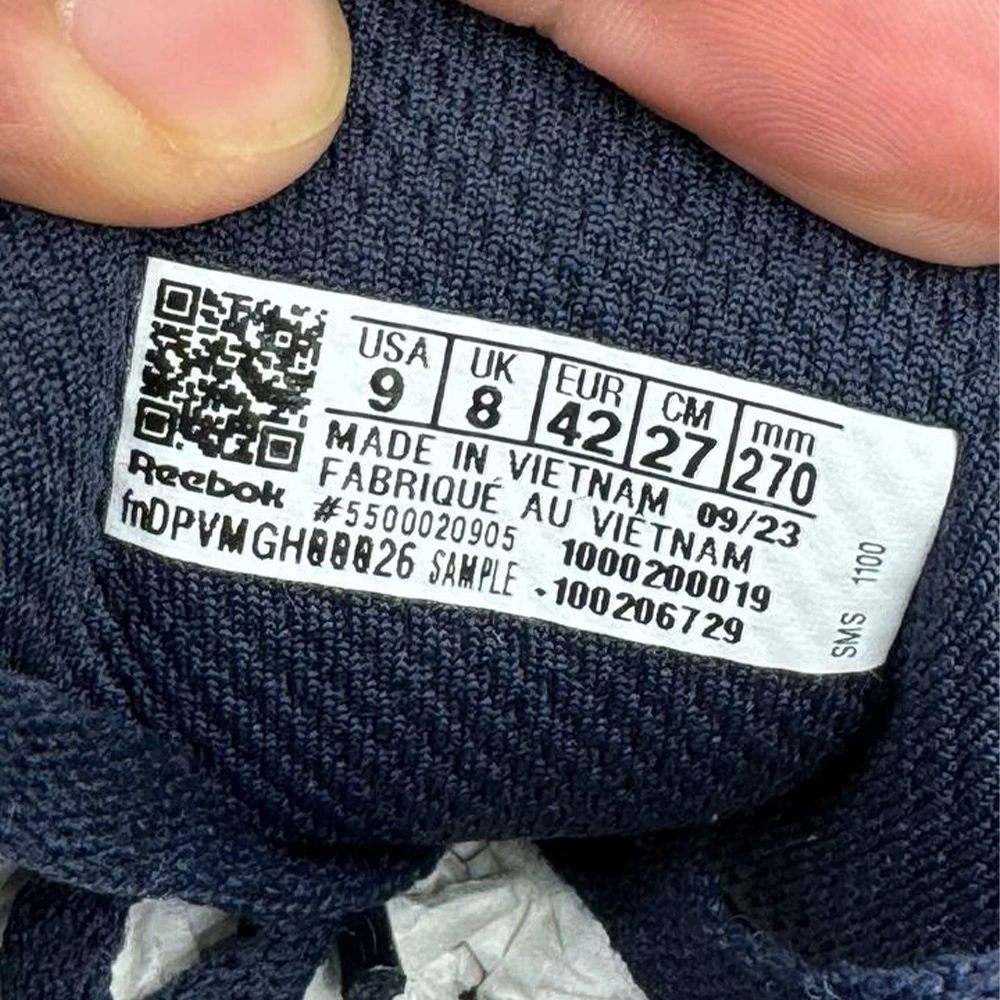 USA UK EUR CM mm
9 8 42 27 270
MADE IN VIETNAM 09/23
FABRIQUÉ AU VIETNAM
Reebok #5500020905 1000200019
SAMPLE -100206729
SMS 1100